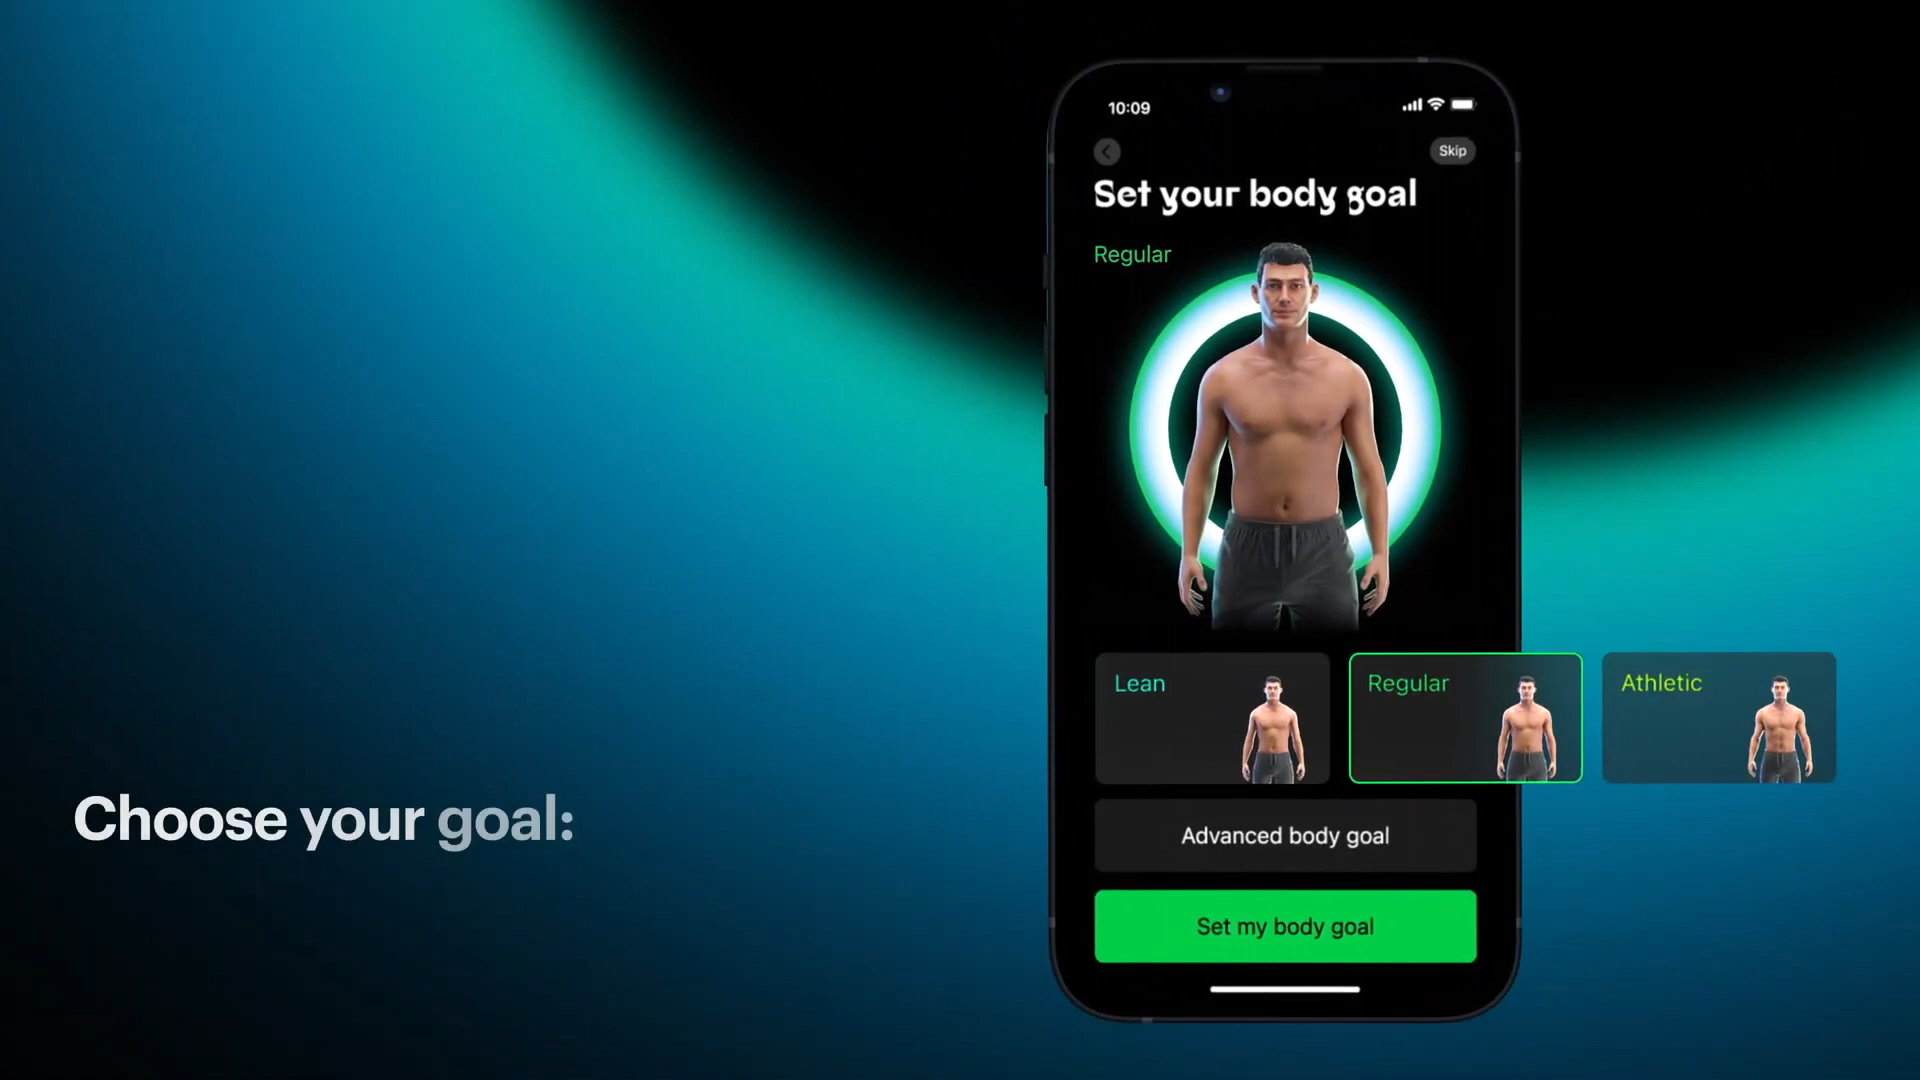 10:09
Skip
Set your body goal
Regular
Lean
Regular
Athletic
Choose your goal:
Advanced body goal
Set my body goal